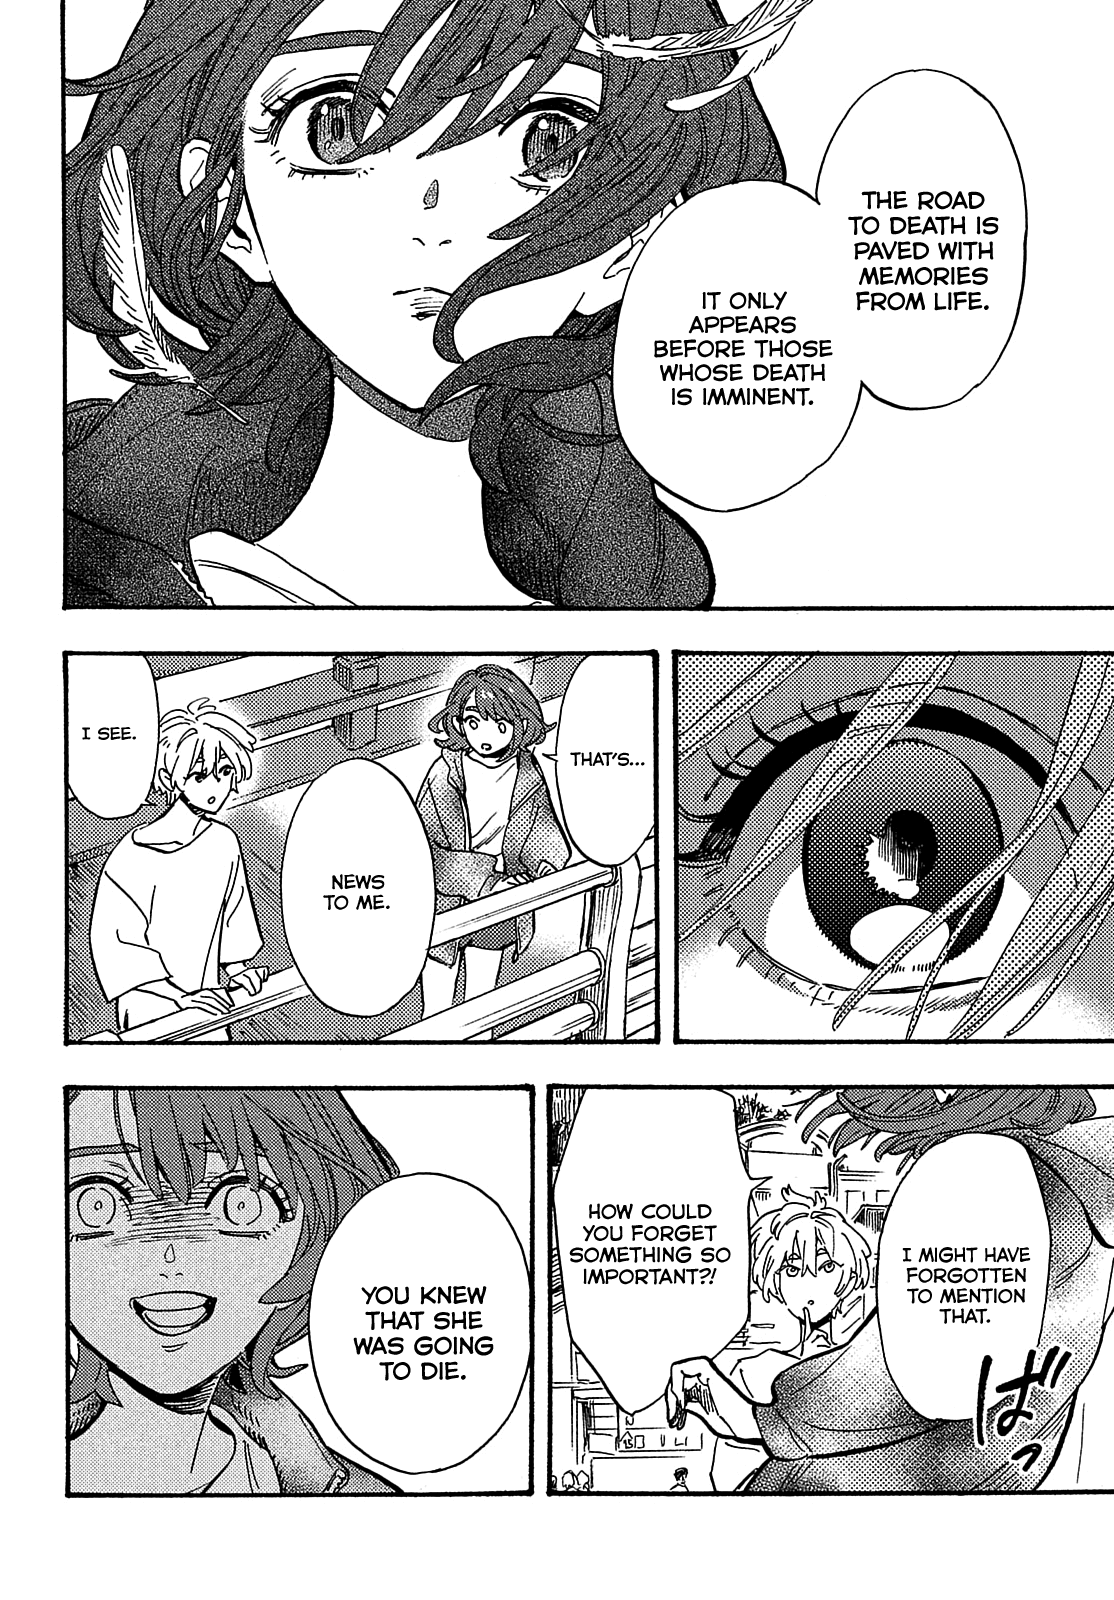 THE ROAD
TO DEATH IS
PAVED WITH
MEMORIES
FROM LIFE.
IT ONLY
APPEARS
BEFORE THOSE
WHOSE DEATH
IS IMMINENT.
THAT'S...
NEWS
TO ME.
I SEE.
I MIGHT HAVE
FORGOTTEN
TO MENTION
THAT.
ばっ
HOW COULD
YOU FORGET
SOMETHING SO
IMPORTANT?!
YOU KNEW
THAT SHE
WAS GOING
TO DIE.